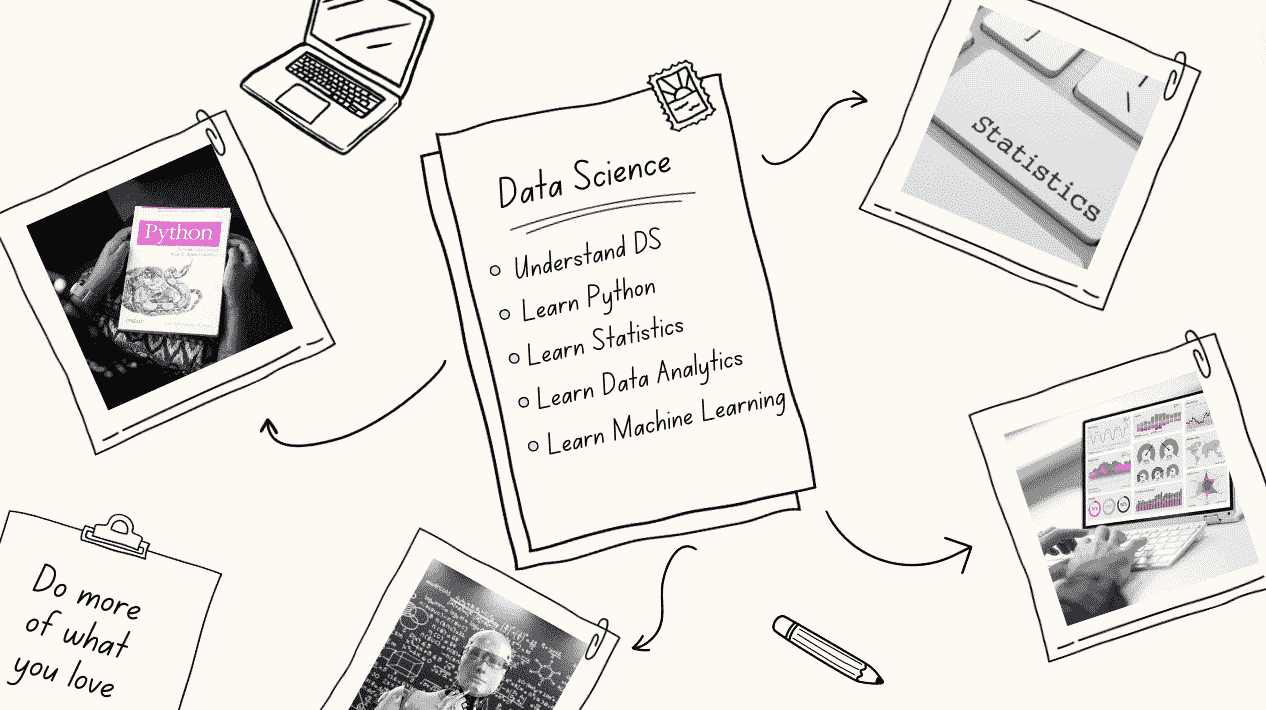 Data Science
Understand DS
Learn Python
Learn Statistics
Learn Data Analytics
Learn Machine Learning
Python
Statistics
Do more
of what
you love